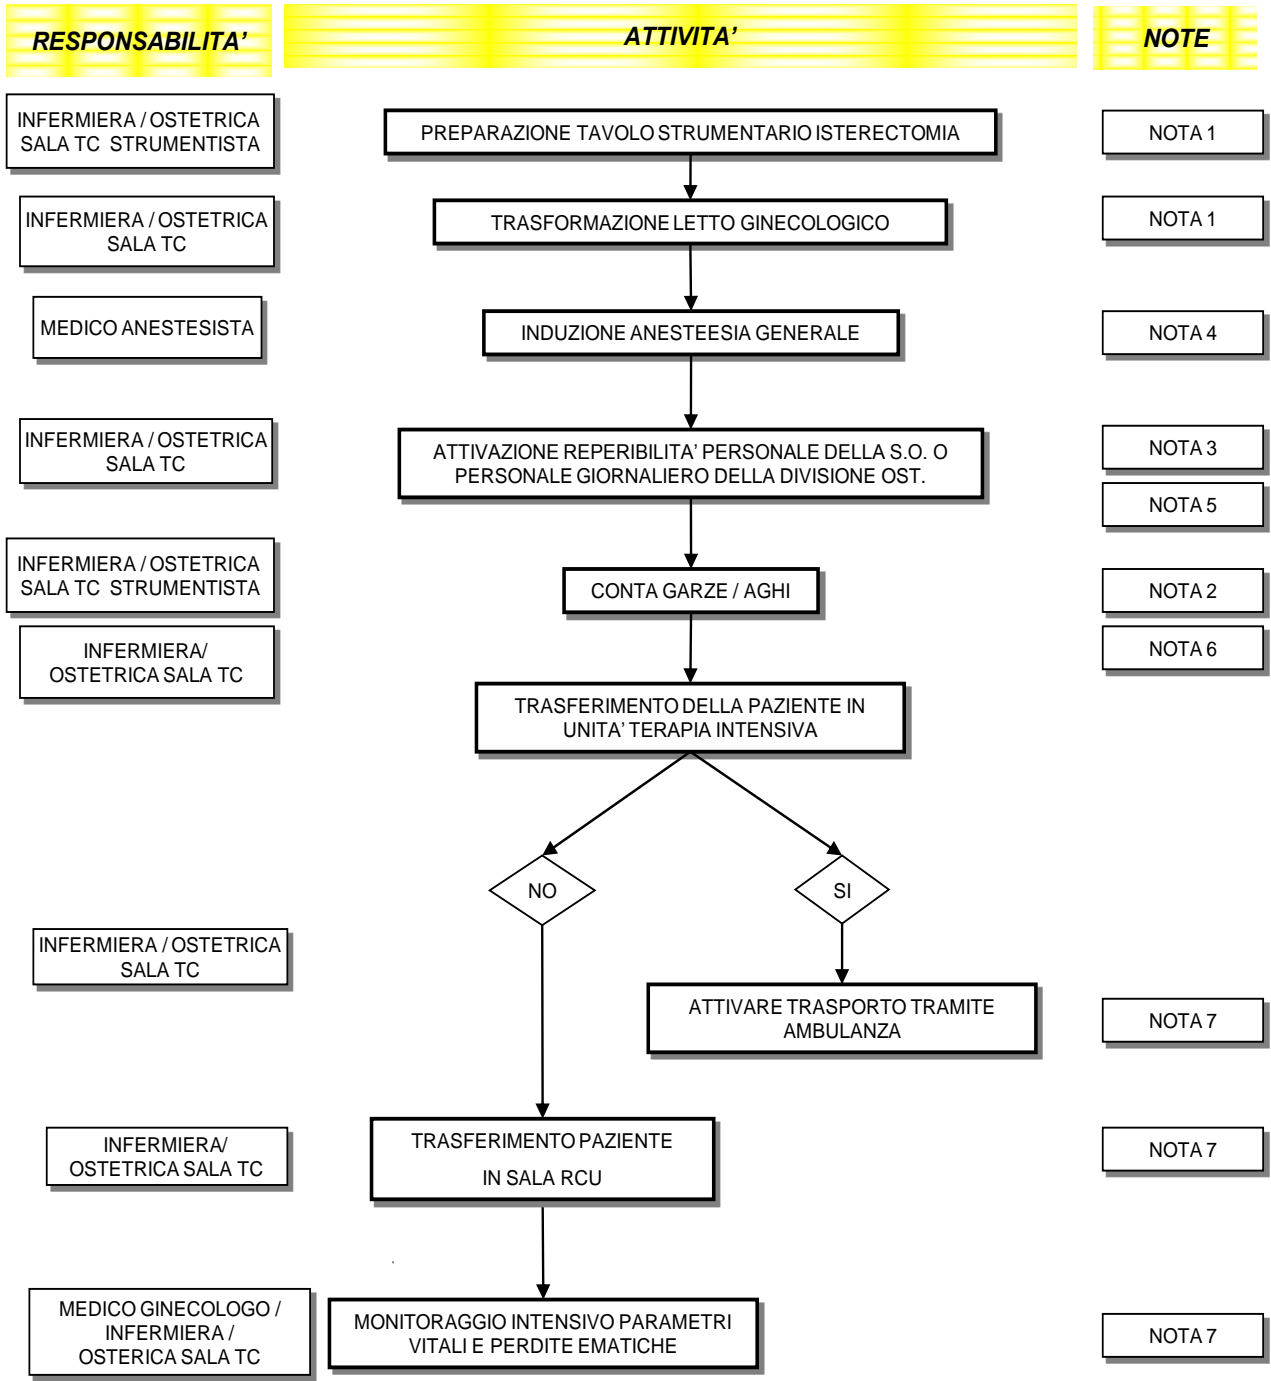 RESPONSABILITA'
ATTIVITA'
NOTE
INFERMIERA / OSTETRICA
SALA TC STRUMENTISTA
PREPARAZIONE TAVOLO STRUMENTARIO ISTERECTOMIA
NOTA 1
INFERMIERA / OSTETRICA
SALA TC
TRASFORMAZIONE LETTO GINECOLOGICO
NOTA 1
MEDICO ANESTESISTA
INDUZIONE ANESTEESIA GENERALE
NOTA 4
INFERMIERA / OSTETRICA
SALA TC
ATTIVAZIONE REPERIBILITA' PERSONALE DELLA S.O. O
PERSONALE GIORNALIERO DELLA DIVISIONE OST.
NOTA 3
NOTA 5
INFERMIERA / OSTETRICA
SALA TC STRUMENTISTA
CONTA GARZE / AGHI
NOTA 2
INFERMIERA/
OSTETRICA SALA TC
NOTA 6
TRASFERIMENTO DELLA PAZIENTE IN
UNITA' TERAPIA INTENSIVA
NO
SI
INFERMIERA / OSTETRICA
SALA TC
ATTIVARE TRASPORTO TRAMITE
AMBULANZA
NOTA 7
INFERMIERA/
OSTETRICA SALA TC
TRASFERIMENTO PAZIENTE
IN SALA RCU
NOTA 7
MEDICO GINECOLOGO /
INFERMIERA /
OSTERICA SALA TC
MONITORAGGIO INTENSIVO PARAMETRI
VITALI E PERDITE EMATICHE
NOTA 7